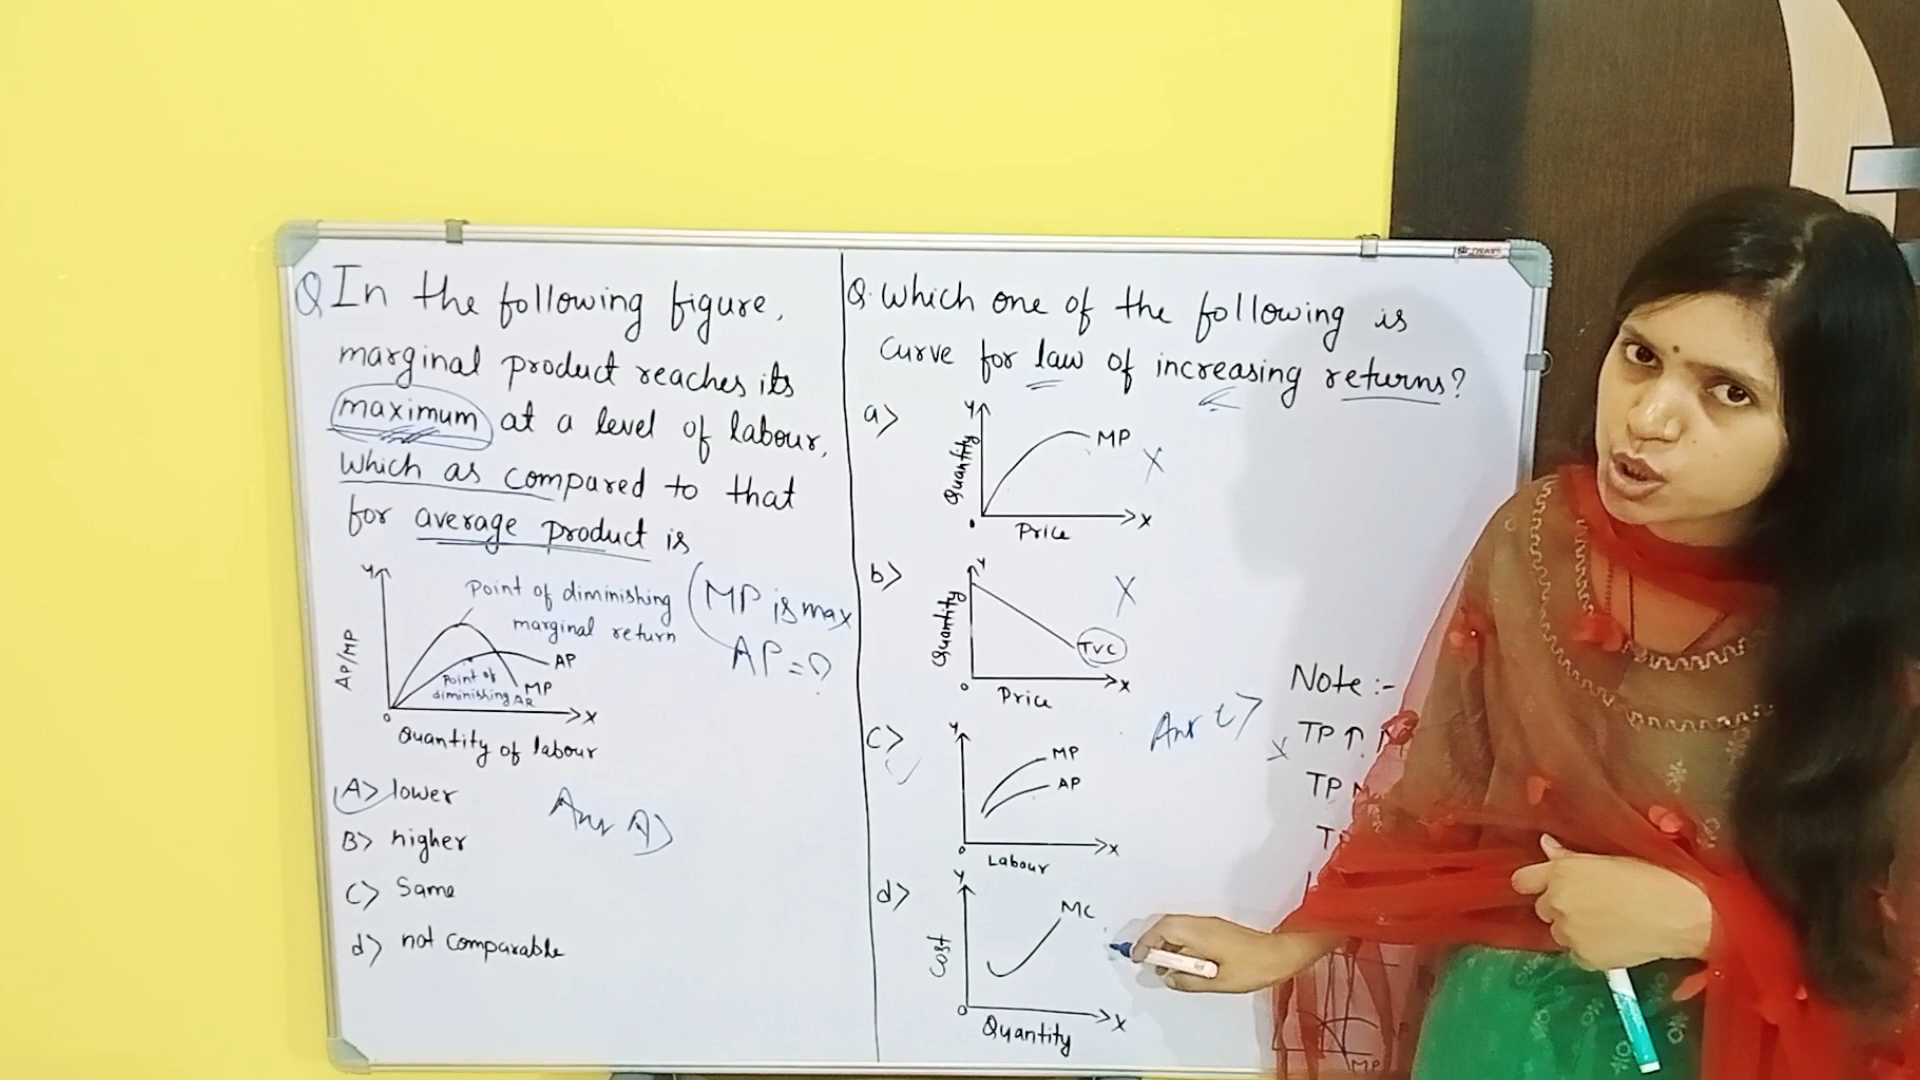 Q In the following figure,
marginal product reaches its
maximum at a level of labour,
which as compared to that
for average product is
Y
Point of diminishing
marginal return
AP/MP
AP
MP
Point of
diminishing AR
O
X
Quantity of labour
(MP is max
AP = ?
A> lower
B> higher
C> Same
d> not comparable
Ans A)
Q. Which one of the following is
curve for law of increasing returns?
a>
Y
Quantity
MP
X
X
Price
b>
Y
Quantity
TVC
X
O
X
Price
c>
Y
MP
AP
O
X
Labour
Ans c>
d>
Y
Cost
MC
O
X
Quantity
Note :-
X TP ↑,
TP
MP